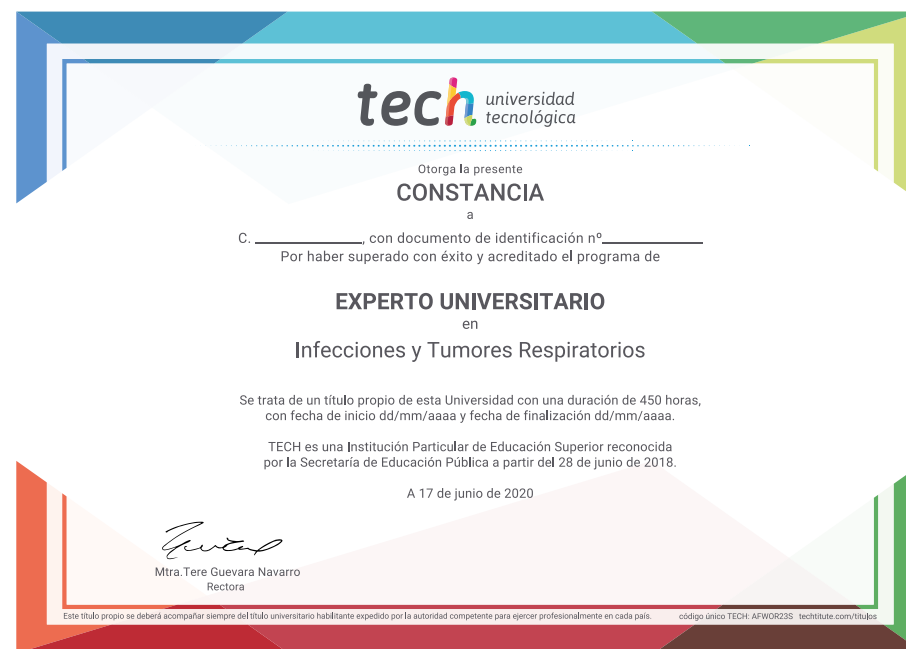 tech universidad
tecnológica
Otorga la presente
CONSTANCIA
a
C. ______________, con documento de identificación nº_____________
Por haber superado con éxito y acreditado el programa de
EXPERTO UNIVERSITARIO
en
Infecciones y Tumores Respiratorios
Se trata de un título propio de esta Universidad con una duración de 450 horas,
con fecha de inicio dd/mm/aaaa y fecha de finalización dd/mm/aaaa.
TECH es una Institución Particular de Educación Superior reconocida
por la Secretaría de Educación Pública a partir del 28 de junio de 2018.
A 17 de junio de 2020
Mtra.Tere Guevara Navarro
Rectora
Este título propio se deberá acompañar siempre del título universitario habilitante expedido por la autoridad competente para ejercer profesionalmente en cada país. código único TECH: AFWOR23S techtitute.com/titulos